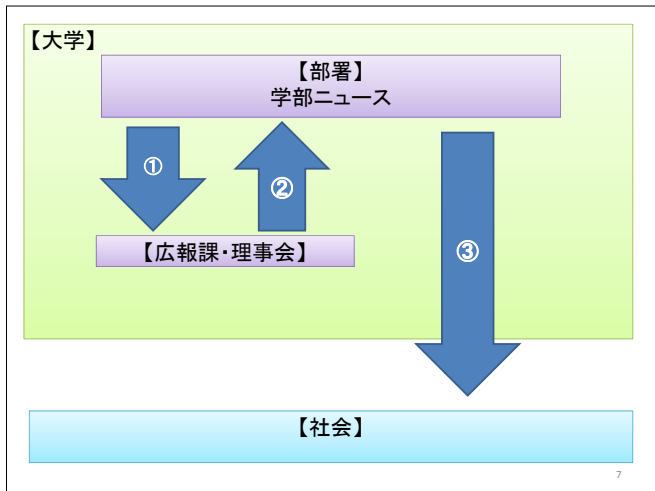 【大学】
【部署】
学部ニュース
①
②
【広報課・理事会】
③
【社会】
7